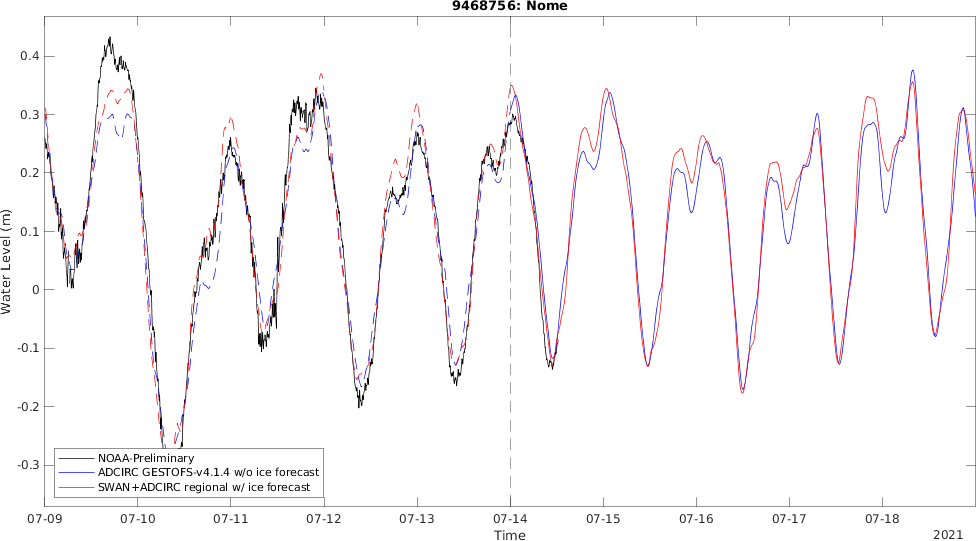 9468756: Nome
0.4
0.3
0.2
0.1
0
-0.1
-0.2
-0.3
Water Level (m)
NOAA-Preliminary
ADCIRC GESTOFS-v4.1.4 w/o ice forecast
SWAN+ADCIRC regional w/ ice forecast
07-09 07-10 07-11 07-12 07-13 07-14 07-15 07-16 07-17 07-18
Time
2021